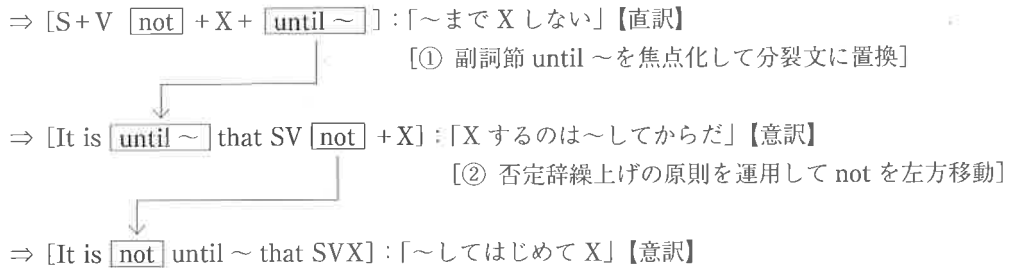 ⇒ [S+V not +X+ until ~ ]:「～まで X しない」【直訳】
[① 副詞節 until ～を焦点化して分裂文に置換]
⇒ [It is until ~ that SV not +X]:「X するのは～してからだ」【意訳】
[② 否定辞繰上げの原則を運用して not を左方移動]
⇒ [It is not until ~ that SVX]:「～してはじめて X」【意訳】